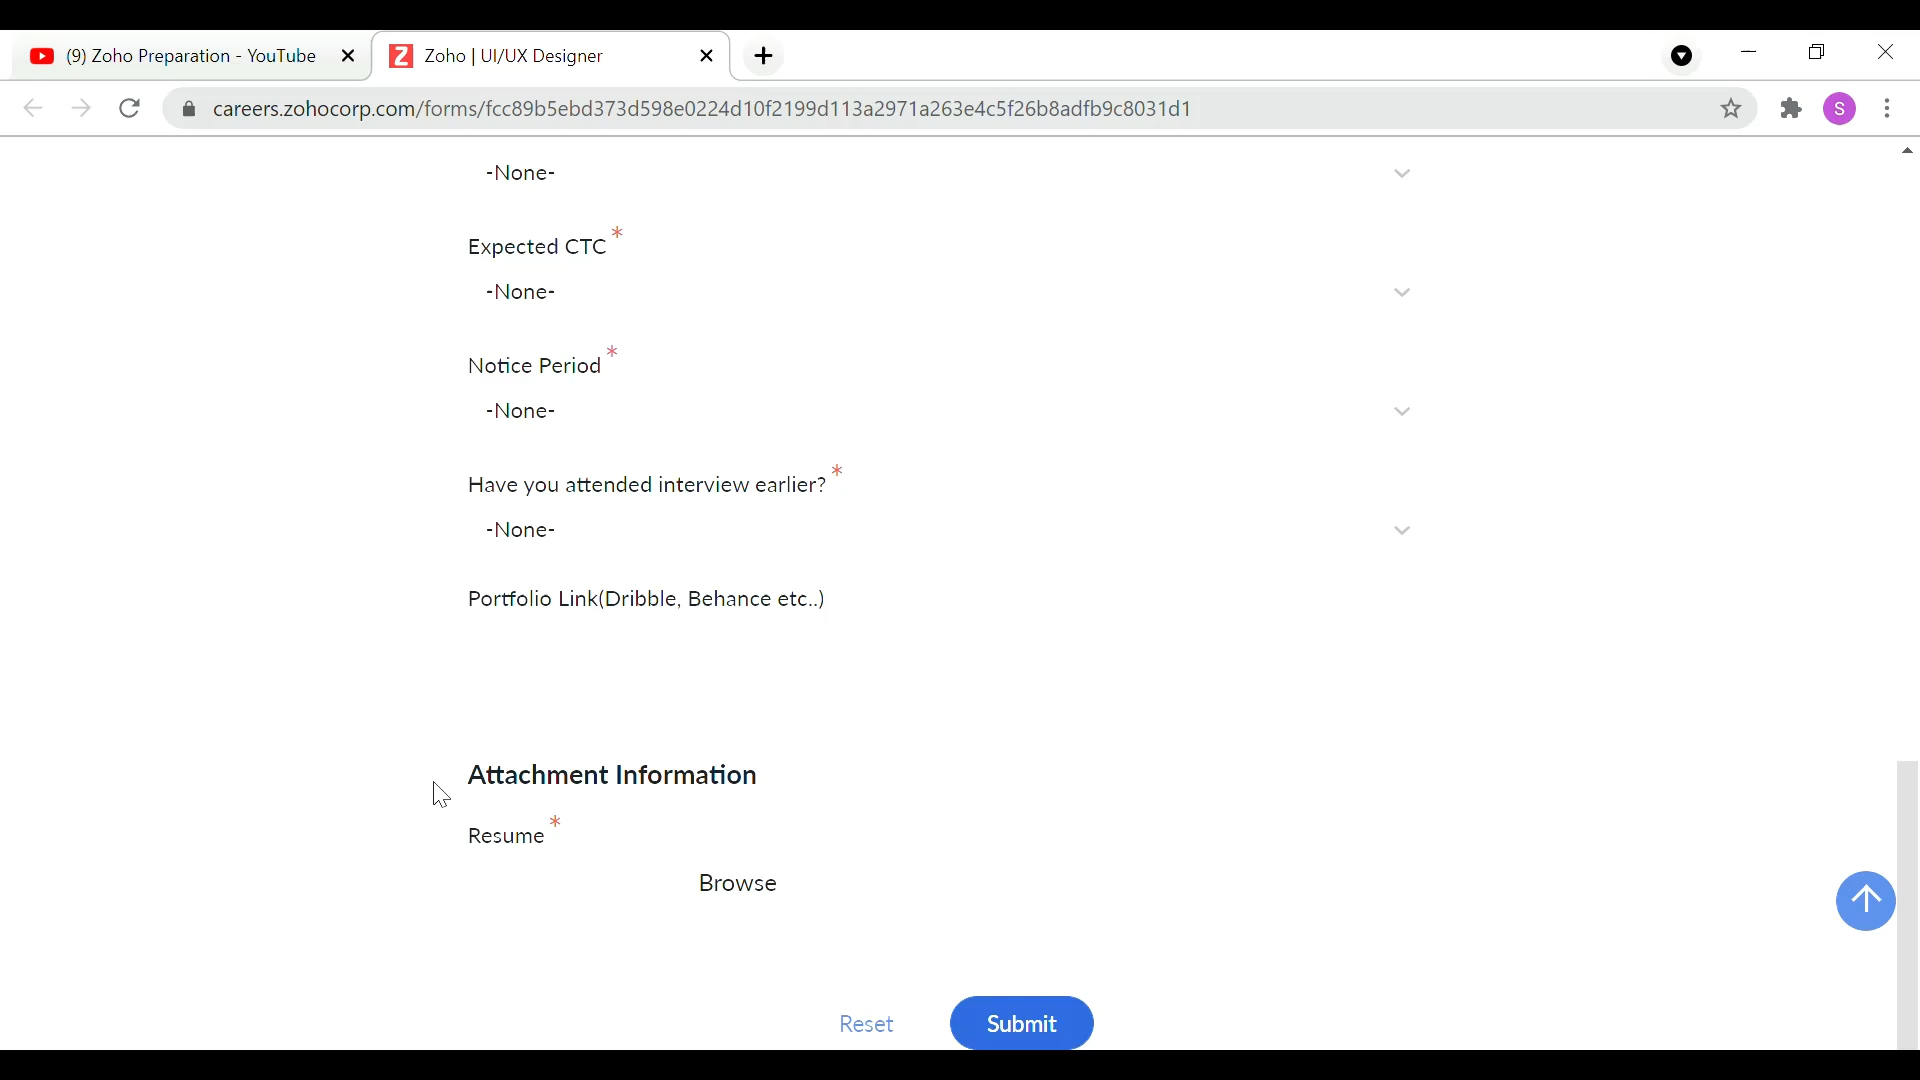 (9) Zoho Preparation - YouTube
Zoho | UI/UX Designer
careers.zohocorp.com/forms/fcc89b5ebd373d598e0224d10f2199d113a2971a263e4c5f26b8adfb9c8031d1
S
-None-
Expected CTC *
-None-
Notice Period *
-None-
Have you attended interview earlier? *
-None-
Portfolio Link(Dribble, Behance etc..)
Attachment Information
Resume *
Browse
Reset
Submit